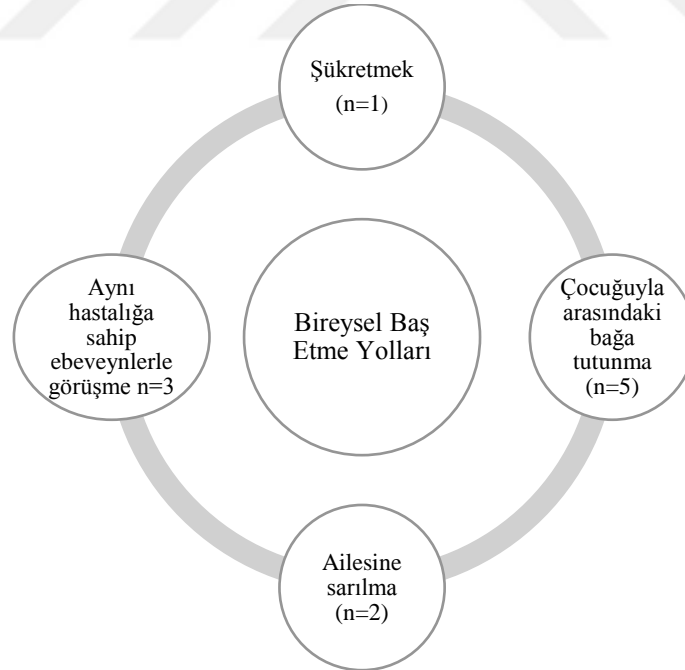 Şükretmek
(n=1)
Aynı
hastalığa
sahip
ebeveynlerle
görüşme n=3
Bireysel Baş
Etme Yolları
Çocuğuyla
arasındaki
bağa
tutunma
(n=5)
Ailesine
sarılma
(n=2)